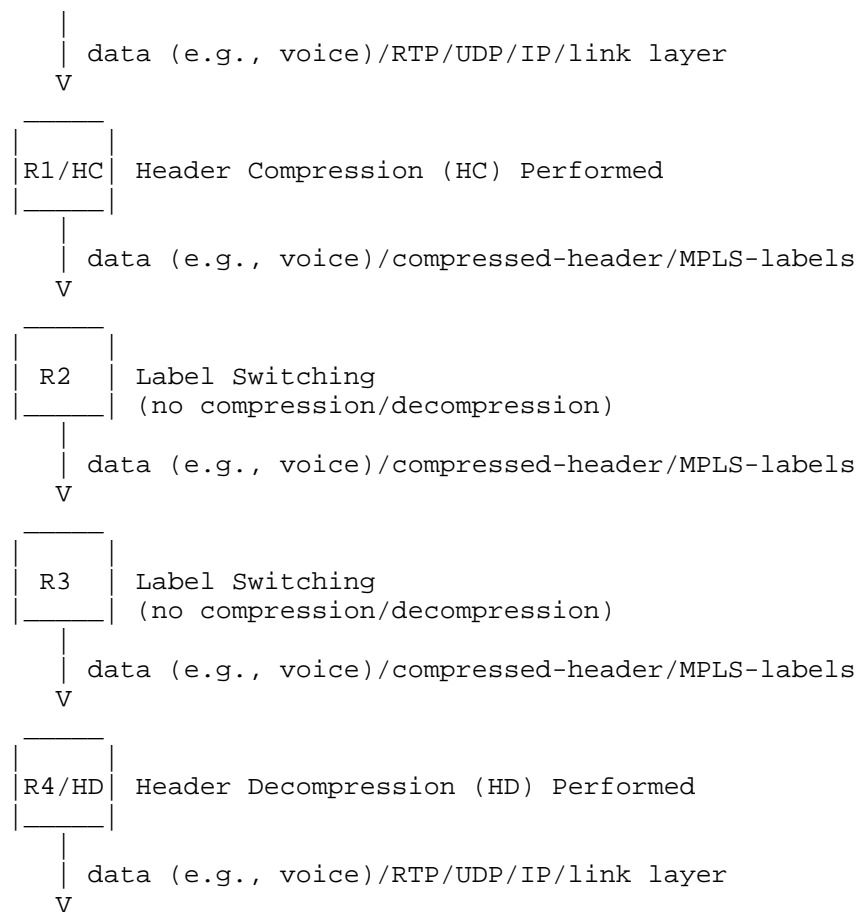 data (e.g., voice)/RTP/UDP/IP/link layer
V
R1/HC Header Compression (HC) Performed
data (e.g., voice)/compressed-header/MPLS-labels
V
R2 Label Switching
(no compression/decompression)
data (e.g., voice)/compressed-header/MPLS-labels
V
R3 Label Switching
(no compression/decompression)
data (e.g., voice)/compressed-header/MPLS-labels
V
R4/HD Header Decompression (HD) Performed
data (e.g., voice)/RTP/UDP/IP/link layer
V